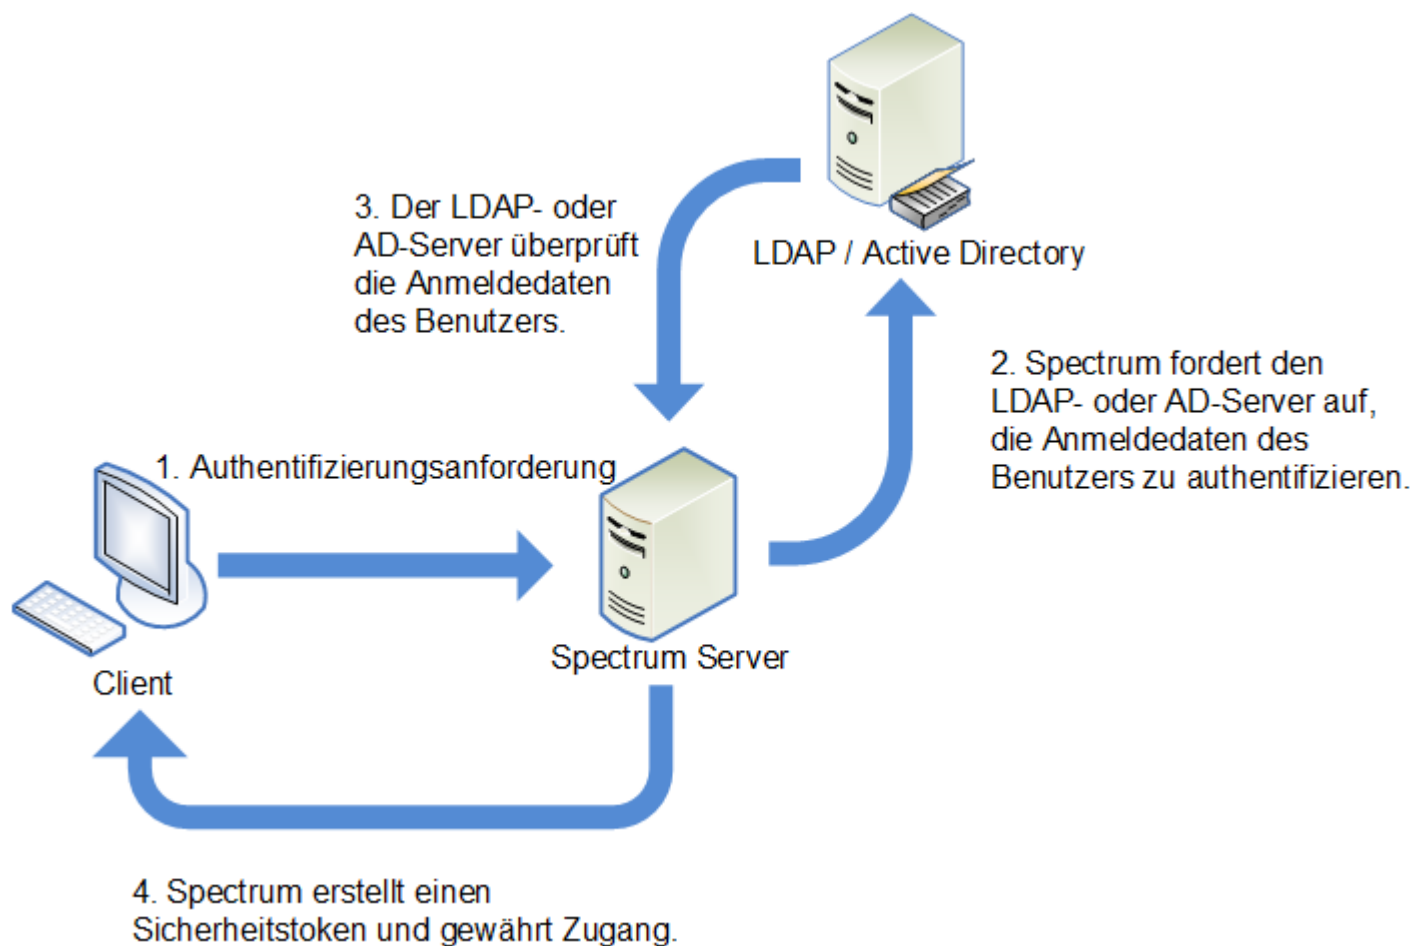 3. Der LDAP- oder
AD-Server überprüft
die Anmeldedaten
des Benutzers.
LDAP / Active Directory
2. Spectrum fordert den
LDAP- oder AD-Server auf,
die Anmeldedaten des
Benutzers zu authentifizieren.
1. Authentifizierungsanforderung
Spectrum Server
Client
4. Spectrum erstellt einen
Sicherheitstoken und gewährt Zugang.